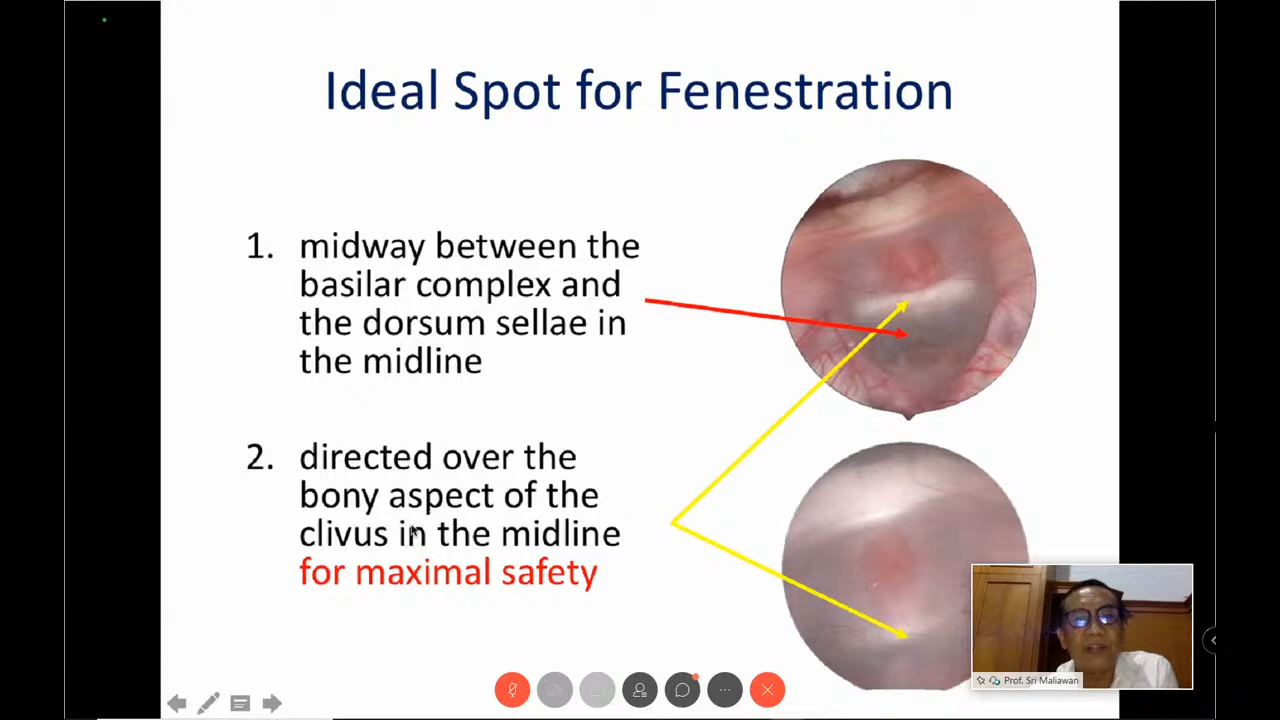 Ideal Spot for Fenestration
1. midway between the
basilar complex and
the dorsum sellae in
the midline
2. directed over the
bony aspect of the
clivus in the midline
for maximal safety
Prof. Sri Maliawan